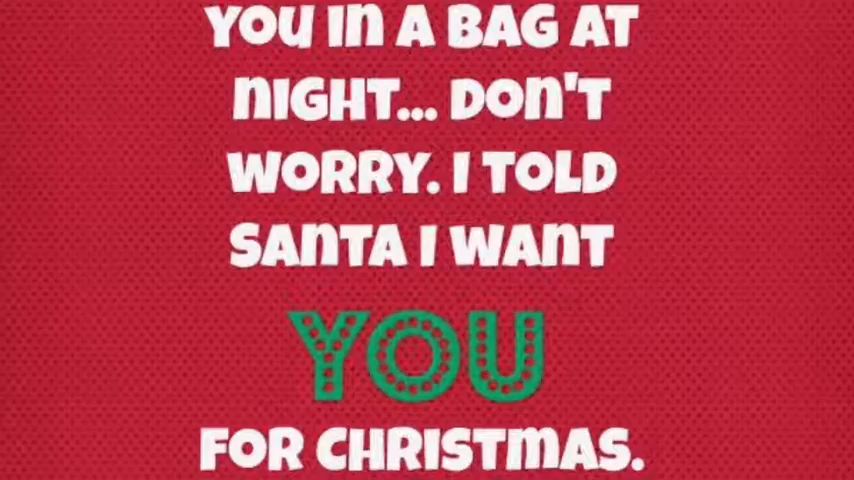 YOU IN A BAG AT
NIGHT... DON'T
WORRY. I TOLD
SANTA I WANT
YOU
FOR CHRISTMAS.